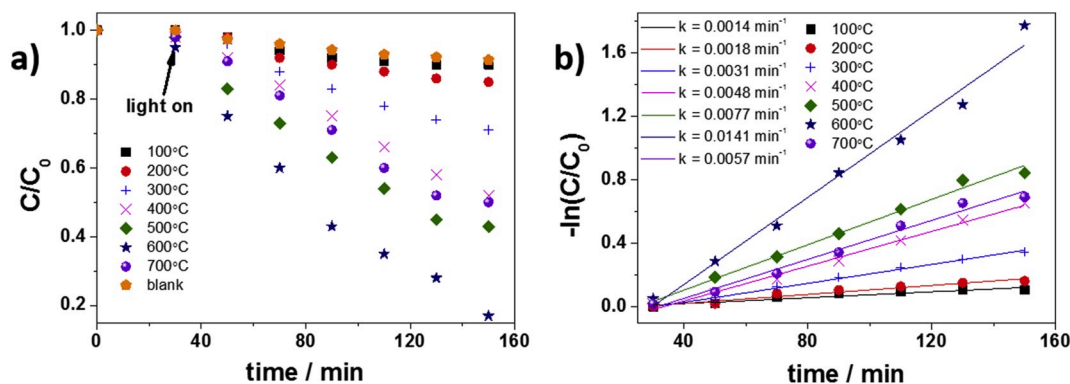 a)
C/C0
1.0
0.8
0.6
0.4
0.2
light on
100°C
200°C
300°C
400°C
500°C
600°C
700°C
blank
0
40
80
120
160
time / min
b)
-ln(C/C0)
1.6
1.2
0.8
0.4
0.0
k = 0.0014 min-1
k = 0.0018 min-1
k = 0.0031 min-1
k = 0.0048 min-1
k = 0.0077 min-1
k = 0.0141 min-1
k = 0.0057 min-1
100°C
200°C
300°C
400°C
500°C
600°C
700°C
40
80
120
160
time / min